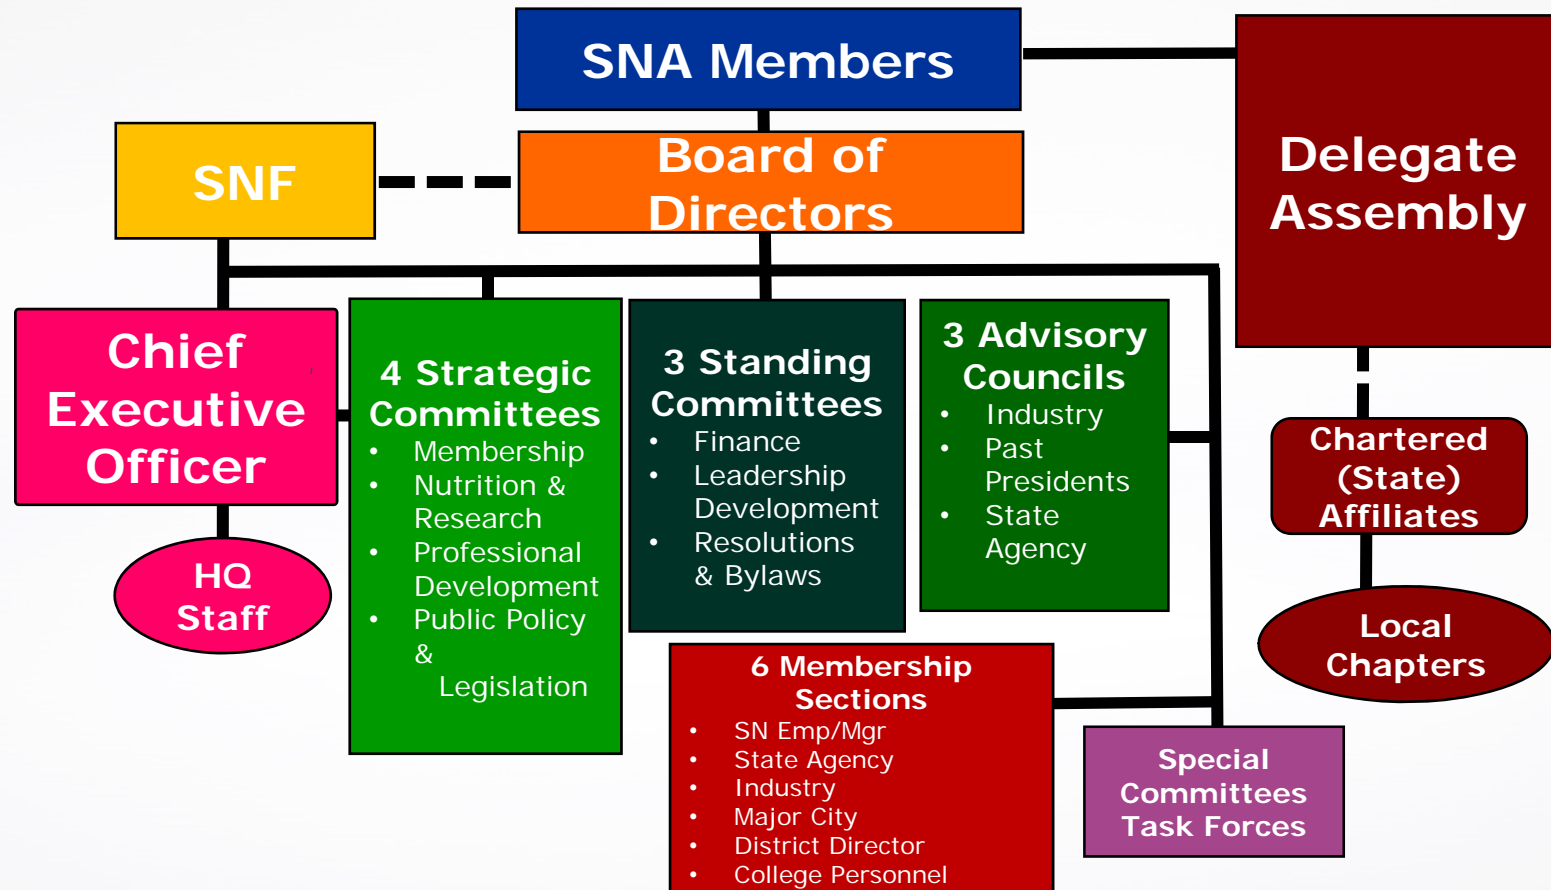 SNA Members
SNF
Board of
Directors
Delegate
Assembly
Chief
Executive
Officer
HQ
Staff
4 Strategic
Committees
• Membership
• Nutrition &
Research
• Professional
Development
• Public Policy
&
Legislation
3 Standing
Committees
• Finance
• Leadership
Development
• Resolutions
& Bylaws
3 Advisory
Councils
• Industry
• Past
Presidents
• State
Agency
Chartered
(State)
Affiliates
Local
Chapters
6 Membership
Sections
• SN Emp/Mgr
• State Agency
• Industry
• Major City
• District Director
• College Personnel
Special
Committees
Task Forces